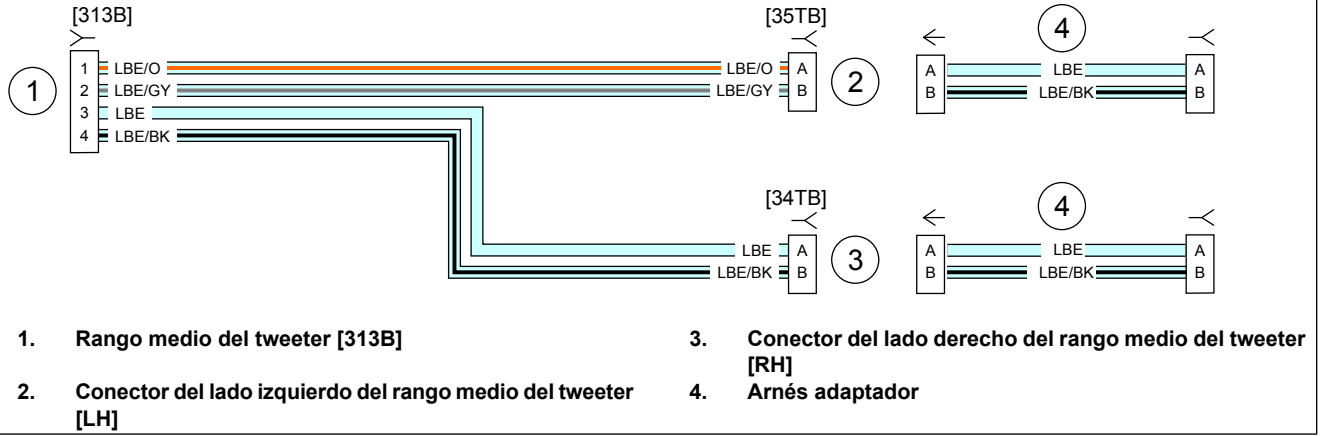 [313B]
[35TB]
4
1
1 LBE/O
2 LBE/GY
3 LBE
4 LBE/BK
LBE/O A
LBE/GY B
2
A LBE A
B LBE/BK B
[34TB]
4
LBE A
LBE/BK B
3
A LBE A
B LBE/BK B
1. Rango medio del tweeter [313B]
2. Conector del lado izquierdo del rango medio del tweeter
[LH]
3. Conector del lado derecho del rango medio del tweeter
[RH]
4. Arnés adaptador